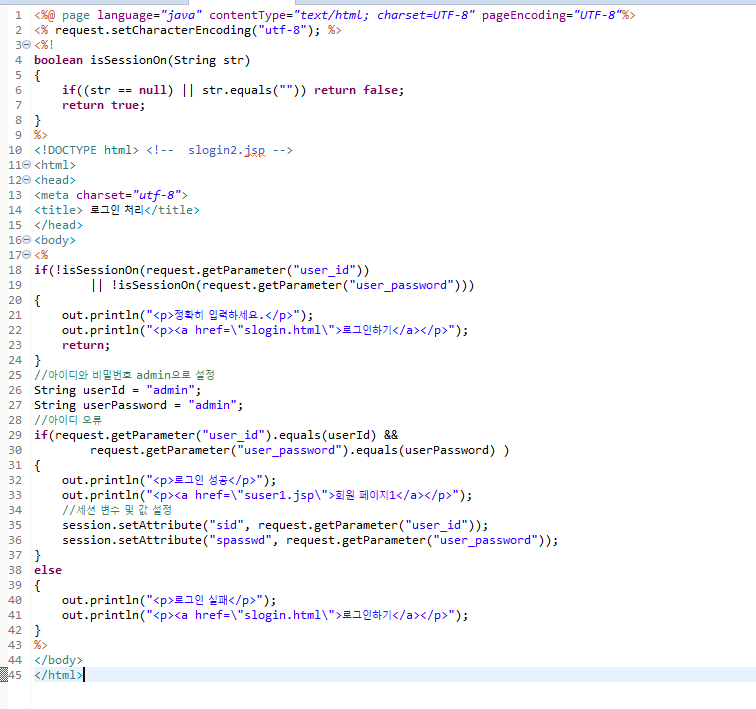 1 <%@ page language="java" contentType="text/html; charset=UTF-8" pageEncoding="UTF-8"%>
2 <% request.setCharacterEncoding("utf-8"); %>
3 <%!
4 boolean isSessionOn(String str)
5 {
6     if((str == null) || str.equals("")) return false;
7     return true;
8 }
9 %>
10 <!DOCTYPE html> <!--  slogin2.jsp -->
11 <html>
12 <head>
13 <meta charset="utf-8">
14 <title> 로그인 처리</title>
15 </head>
16 <body>
17 <%
18 if(!isSessionOn(request.getParameter("user_id"))
19         || !isSessionOn(request.getParameter("user_password")))
20 {
21     out.println("<p>정확히 입력하세요.</p>");
22     out.println("<p><a href=\"slogin.html\">로그인하기</a></p>");
23     return;
24 }
25 //아이디와 비밀번호 admin으로 설정
26 String userId = "admin";
27 String userPassword = "admin";
28 //아이디 오류
29 if(request.getParameter("user_id").equals(userId) &&
30         request.getParameter("user_password").equals(userPassword) )
31 {
32     out.println("<p>로그인 성공</p>");
33     out.println("<p><a href=\"suser1.jsp\">회원 페이지1</a></p>");
34     //세션 변수 및 값 설정
35     session.setAttribute("sid", request.getParameter("user_id"));
36     session.setAttribute("spasswd", request.getParameter("user_password"));
37 }
38 else
39 {
40     out.println("<p>로그인 실패</p>");
41     out.println("<p><a href=\"slogin.html\">로그인하기</a></p>");
42 }
43 %>
44 </body>
45 </html>